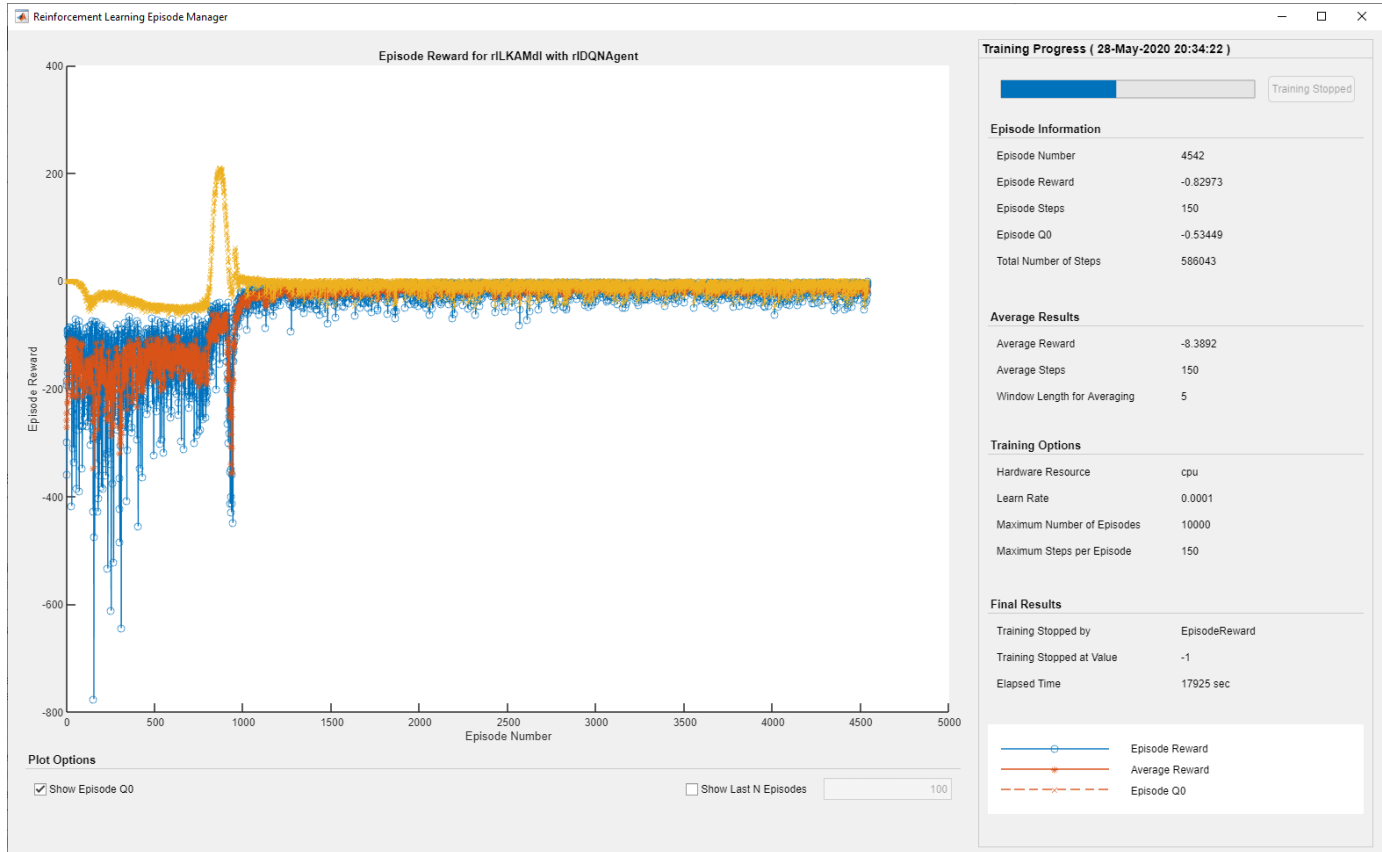 Reinforcement Learning Episode Manager
Episode Reward for rlLKAMdl with rlDQNAgent
400
200
0
-200
-400
-600
-800
Episode Reward
0 500 1000 1500 2000 2500 3000 3500 4000 4500 5000
Episode Number
Plot Options
Show Episode Q0
Show Last N Episodes 100
Training Progress ( 28-May-2020 20:34:22 )
Training Stopped
Episode Information
Episode Number 4542
Episode Reward -0.82973
Episode Steps 150
Episode Q0 -0.53449
Total Number of Steps 586043
Average Results
Average Reward -8.3892
Average Steps 150
Window Length for Averaging 5
Training Options
Hardware Resource cpu
Learn Rate 0.0001
Maximum Number of Episodes 10000
Maximum Steps per Episode 150
Final Results
Training Stopped by EpisodeReward
Training Stopped at Value -1
Elapsed Time 17925 sec
Episode Reward
Average Reward
Episode Q0